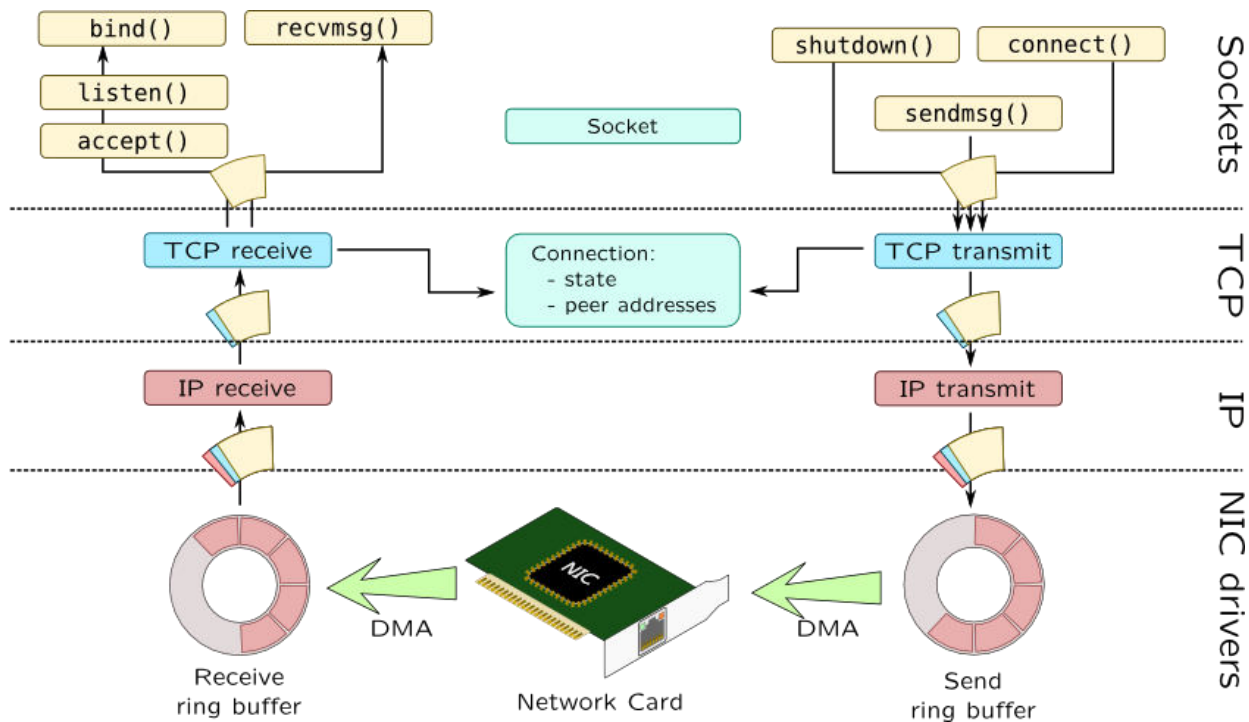 bind()
recvmsg()
listen()
accept()
Socket
shutdown()
connect()
sendmsg()
Sockets
TCP receive
Connection:
- state
- peer addresses
TCP transmit
TCP
IP receive
IP transmit
IP
NIC
DMA
DMA
Receive
ring buffer
Network Card
Send
ring buffer
NIC drivers